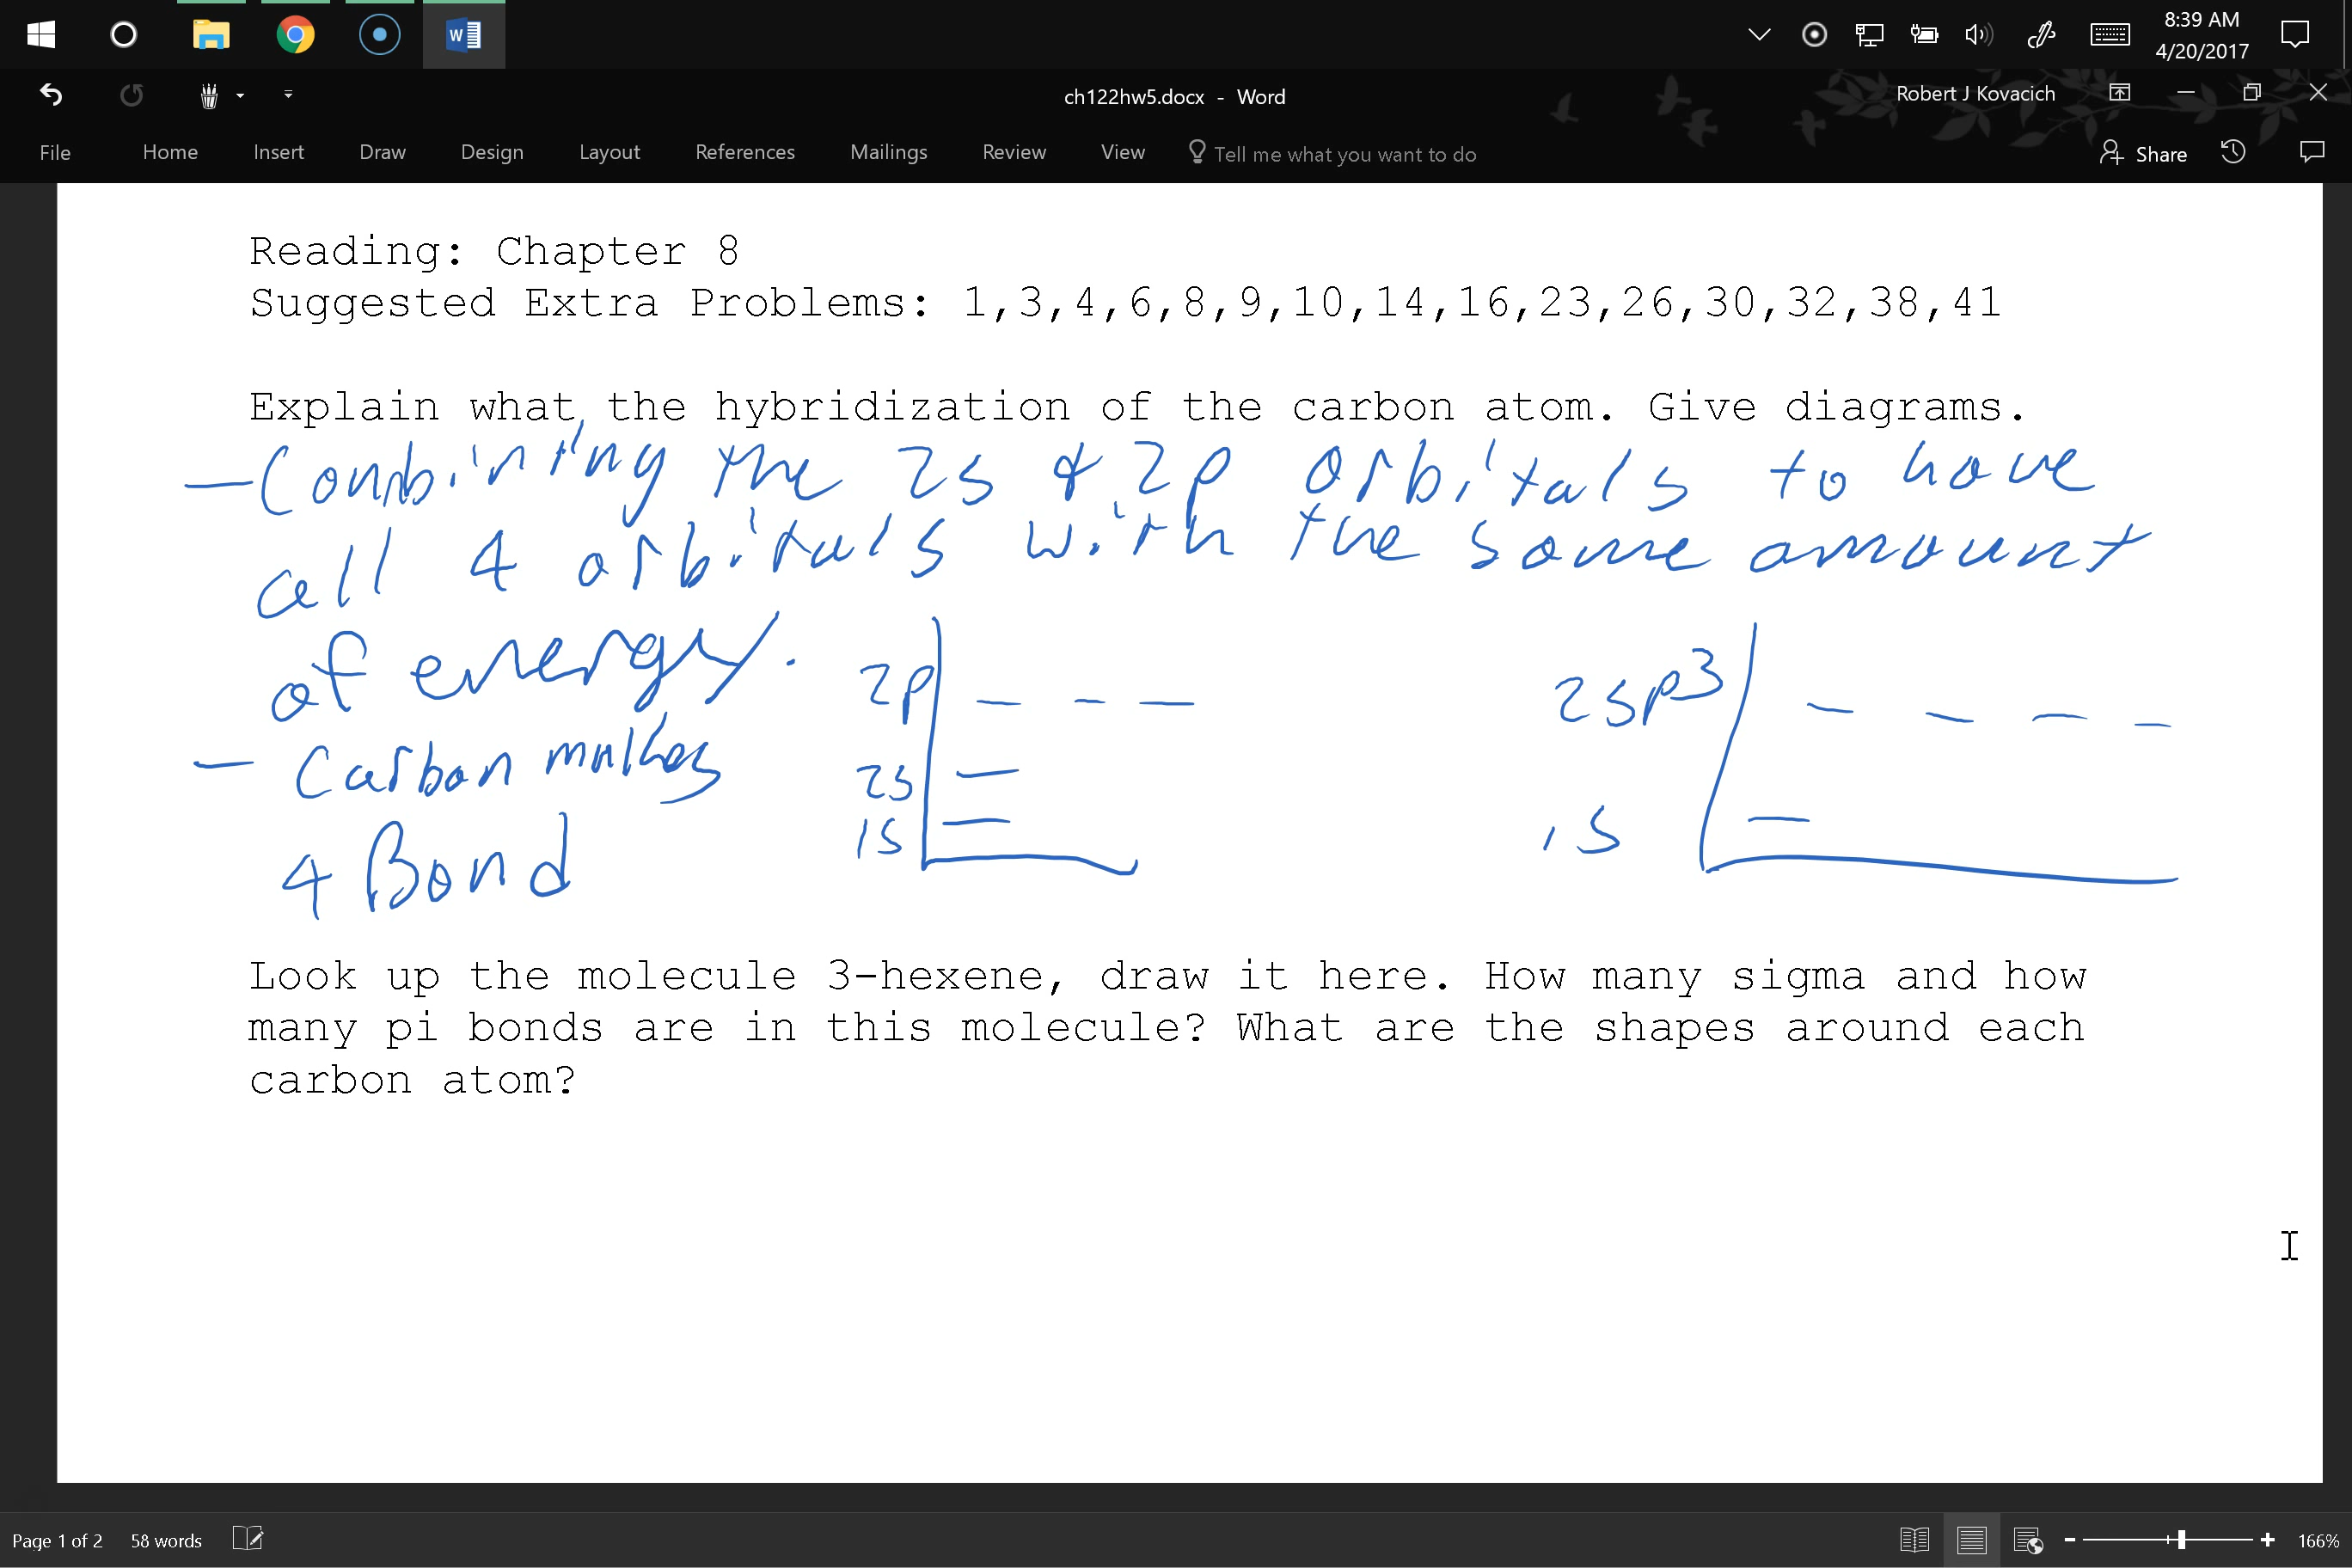 8:39 AM
4/20/2017
ch122hw5.docx - Word
Robert J Kovacich
File Home Insert Draw Design Layout References Mailings Review View Tell me what you want to do Share
Reading: Chapter 8
Suggested Extra Problems: 1,3,4,6,8,9,10,14,16,23,26,30,32,38,41
Explain what the hybridization of the carbon atom. Give diagrams.
- Combining the 2s & 2p orbitals to have
all 4 orbitals with the same amount
of energy.
- Carbon makes
4 Bond
2p
2s
1s
2sp3
1s
Look up the molecule 3-hexene, draw it here. How many sigma and how
many pi bonds are in this molecule? What are the shapes around each
carbon atom?
Page 1 of 2 58 words
166%